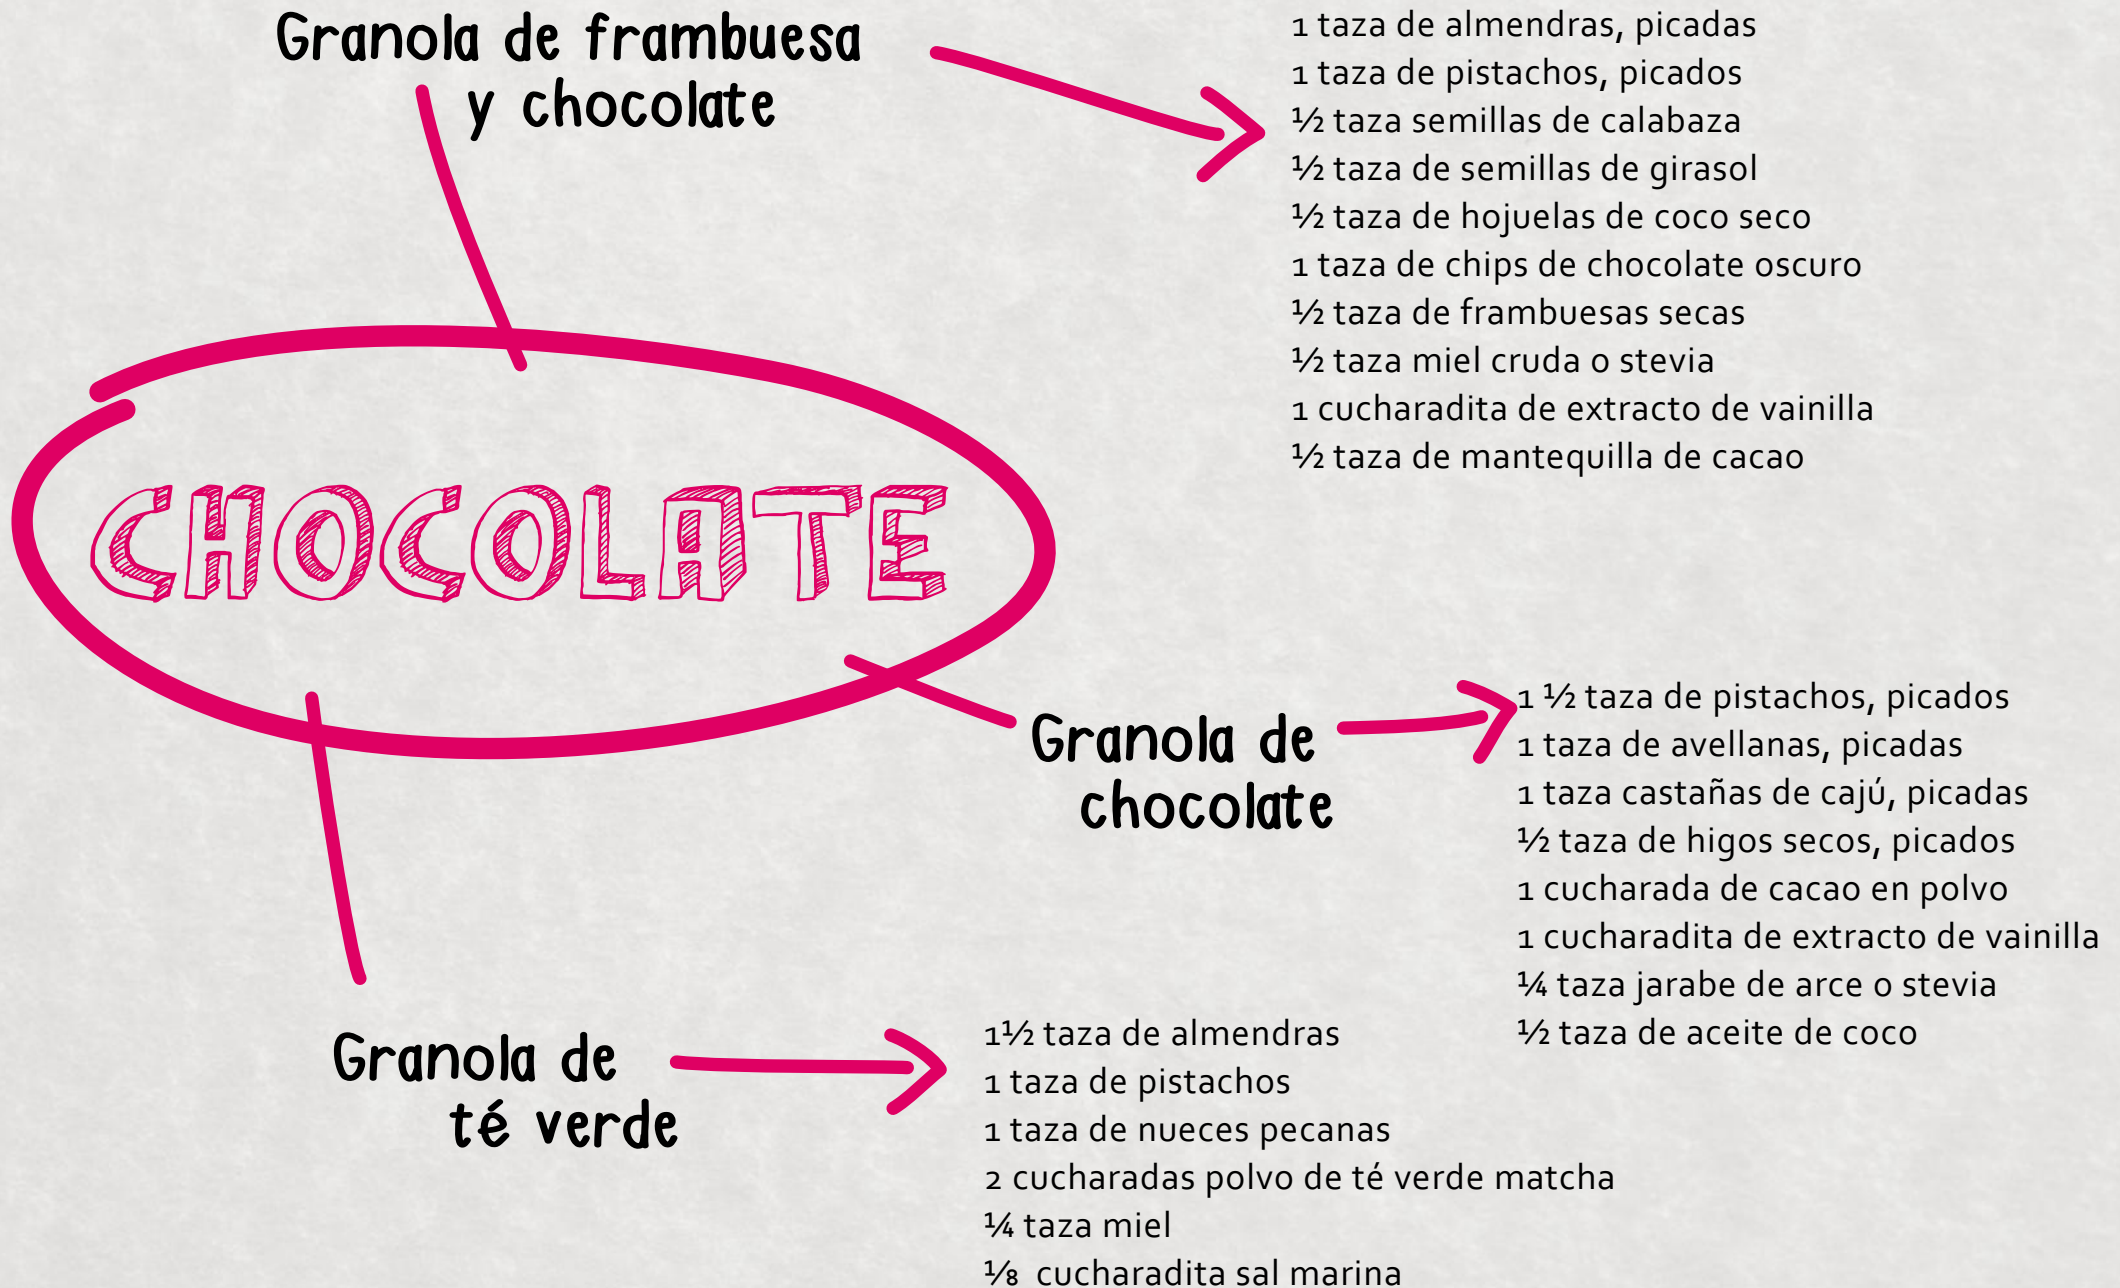 Granola de frambuesa
y chocolate
1 taza de almendras, picadas
1 taza de pistachos, picados
½ taza semillas de calabaza
½ taza de semillas de girasol
½ taza de hojuelas de coco seco
1 taza de chips de chocolate oscuro
½ taza de frambuesas secas
½ taza miel cruda o stevia
1 cucharadita de extracto de vainilla
½ taza de mantequilla de cacao
CHOCOLATE
Granola de
chocolate
1 ½ taza de pistachos, picados
1 taza de avellanas, picadas
1 taza castañas de cajú, picadas
½ taza de higos secos, picados
1 cucharada de cacao en polvo
1 cucharadita de extracto de vainilla
¼ taza jarabe de arce o stevia
½ taza de aceite de coco
Granola de
té verde
1½ taza de almendras
1 taza de pistachos
1 taza de nueces pecanas
2 cucharadas polvo de té verde matcha
¼ taza miel
⅛ cucharadita sal marina